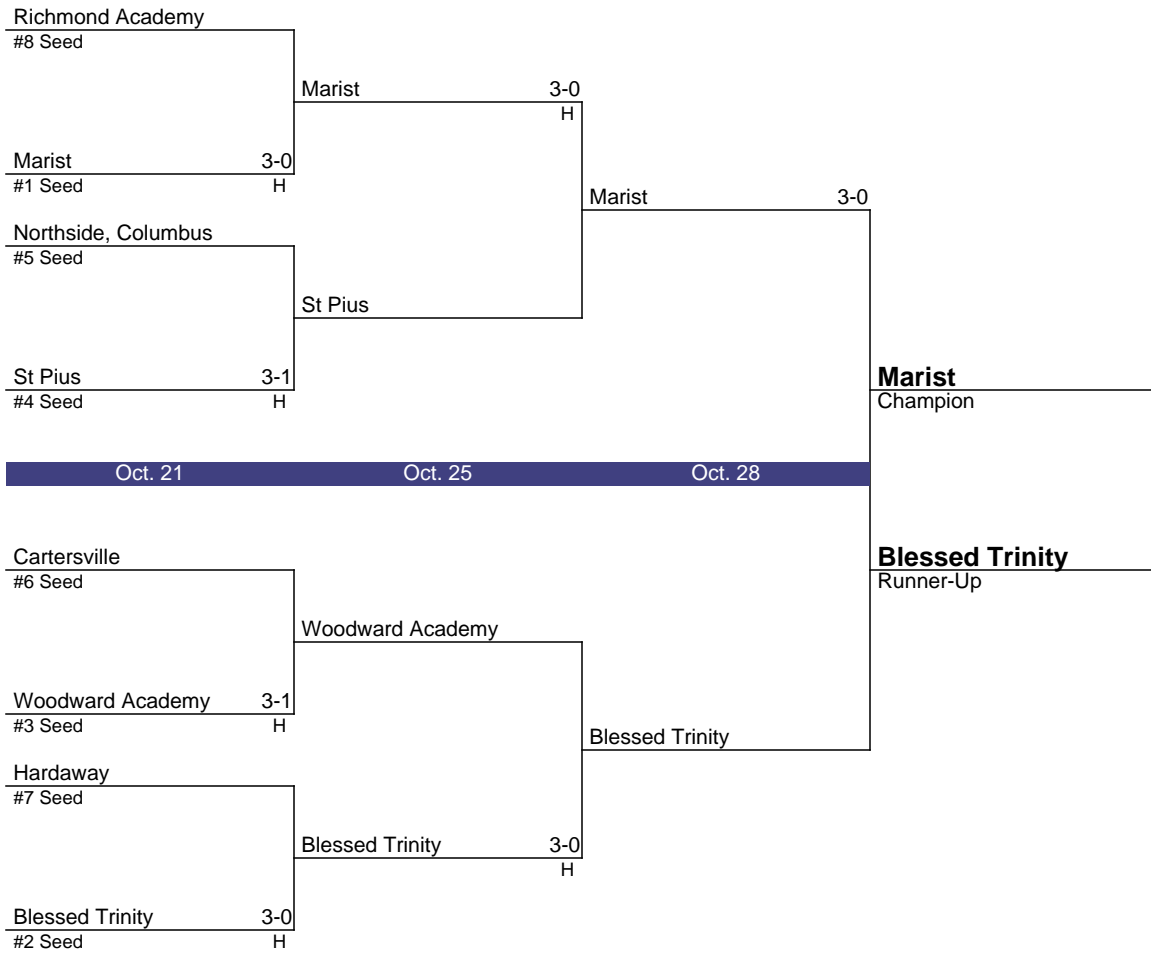 Richmond Academy
#8 Seed
Marist 3-0
H
Marist 3-0
#1 Seed H
Marist 3-0
Northside, Columbus
#5 Seed
St Pius
St Pius 3-1
#4 Seed H
Marist
Champion
Oct. 21 Oct. 25 Oct. 28
Cartersville
#6 Seed
Blessed Trinity
Runner-Up
Woodward Academy
Woodward Academy 3-1
#3 Seed H
Blessed Trinity
Hardaway
#7 Seed
Blessed Trinity 3-0
H
Blessed Trinity 3-0
#2 Seed H